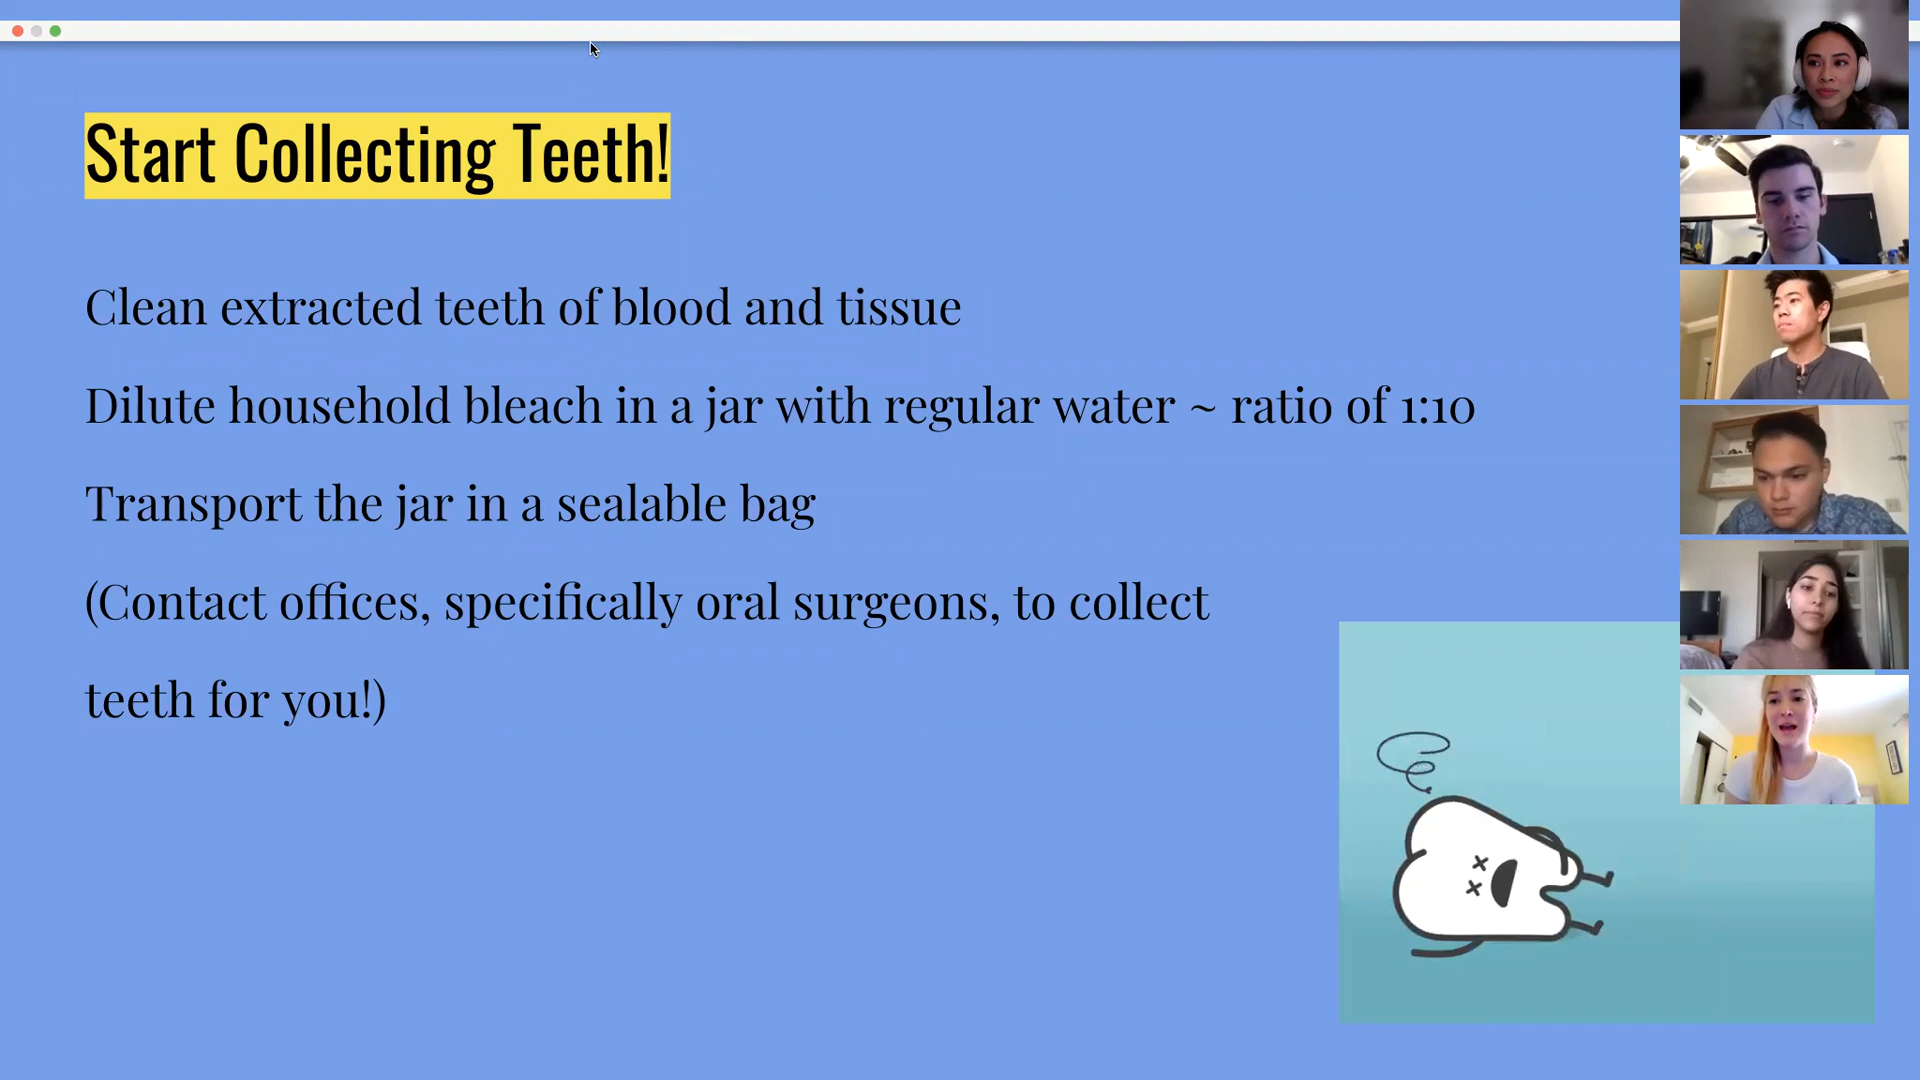 Start Collecting Teeth!
Clean extracted teeth of blood and tissue
Dilute household bleach in a jar with regular water ~ ratio of 1:10
Transport the jar in a sealable bag
(Contact offices, specifically oral surgeons, to collect
teeth for you!)